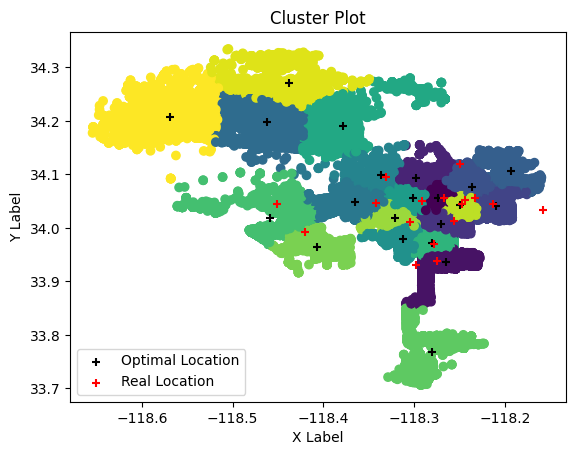 Cluster Plot
Y Label
34.3
34.2
34.1
34.0
33.9
33.8
33.7
Optimal Location
Real Location
−118.6
−118.5
−118.4
−118.3
−118.2
X Label